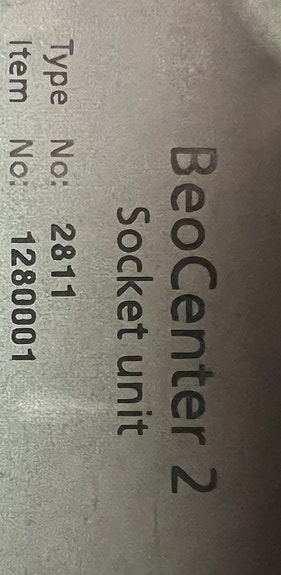 BeoCenter 2
Socket unit
Type No: 2811
Item No: 1280001